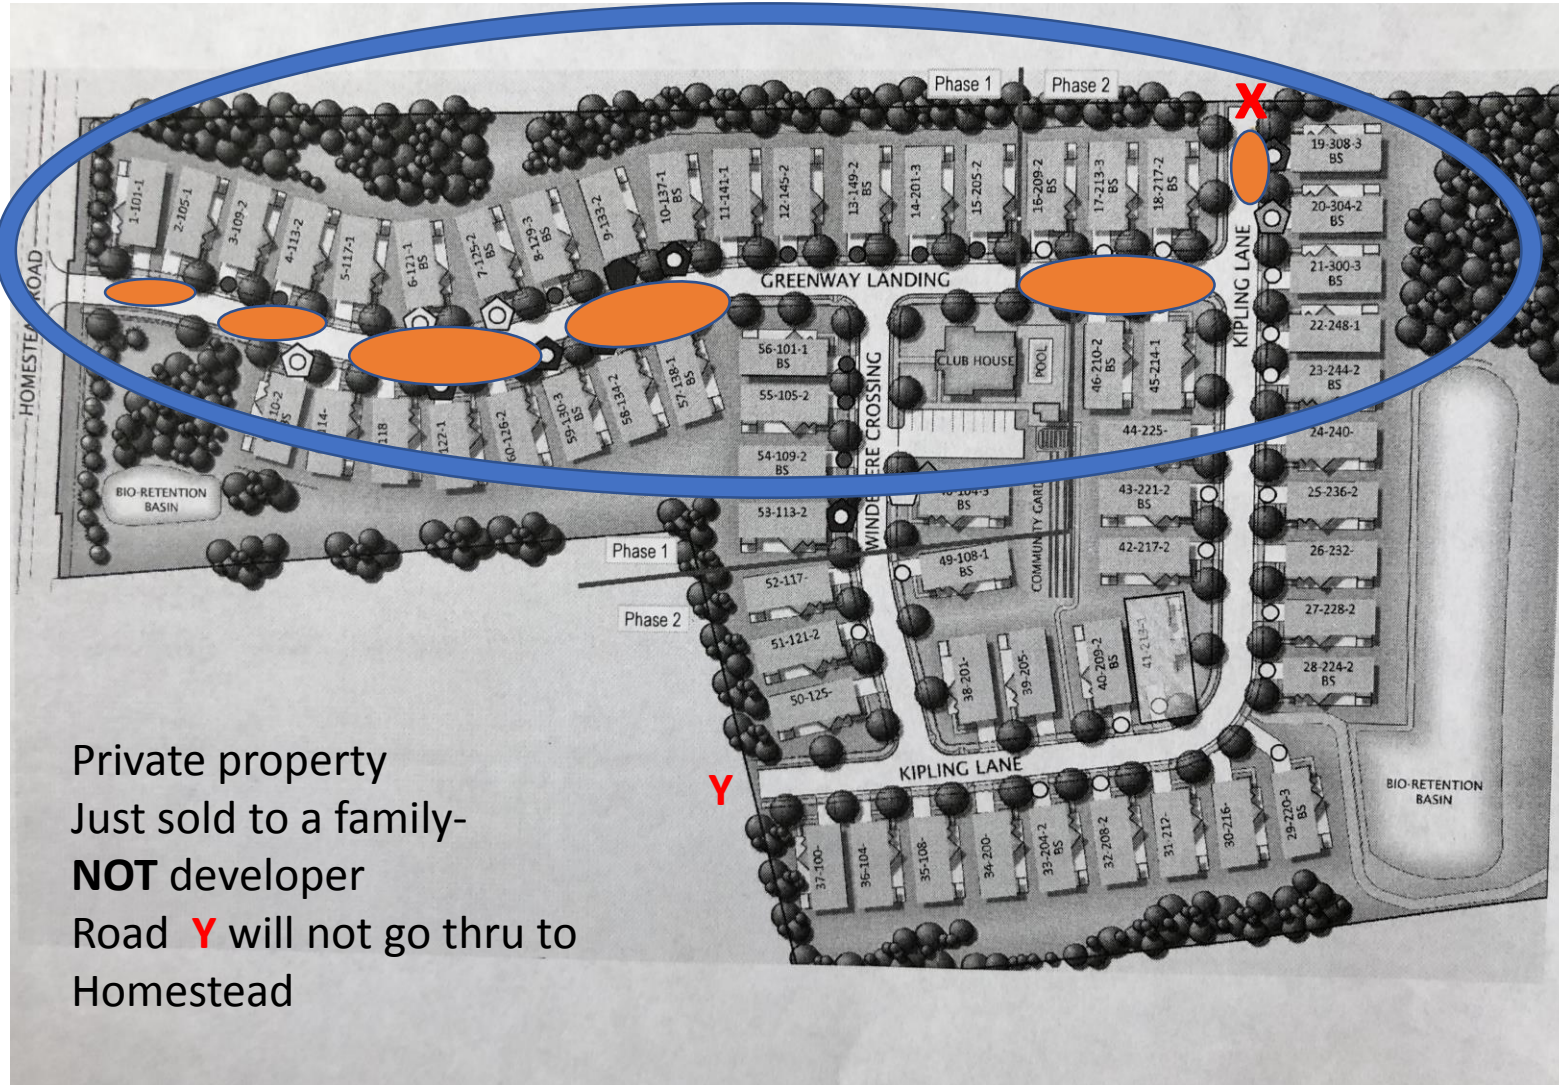 Phase 1
Phase 2
X
19-308-3
BS
20-304-2
BS
21-300-3
BS
22-248-1
23-244-2
BS
24-240-
25-236-2
26-232-
27-228-2
28-224-2
BS
1-101-1
2-105-1
3-109-2
4-113-2
5-117-1
6-121-1
BS
7-125-2
BS
8-129-3
BS
9-133-2
10-137-1
BS
11-141-1
12-145-2
13-149-2
BS
14-201-3
15-205-2
BS
16-209-2
BS
17-213-3
BS
18-217-2
BS
HOMESTEAD ROAD
GREENWAY LANDING
KIPLING LANE
WINDERMERE CROSSING
CLUB HOUSE
POOL
COMMUNITY GARD
10-2
BS
114-
118
122-1
60-126-2
59-130-3
BS
58-134-2
57-138-1
BS
56-101-1
BS
55-105-2
54-109-2
BS
53-113-2
52-117-
51-121-2
50-125-
46-210-2
BS
45-214-1
44-225-
43-221-2
BS
42-217-2
BS
49-108-1
BS
38-201-
39-205-
40-209-2
BS
41-213-1
BIO-RETENTION
BASIN
Phase 1
Phase 2
Y
KIPLING LANE
37-100-
36-104-
35-108-
34-200-
33-204-2
BS
32-208-2
31-212-
30-216-
29-220-3
BS
BIO-RETENTION
BASIN
Private property
Just sold to a family-
NOT developer
Road Y will not go thru to
Homestead